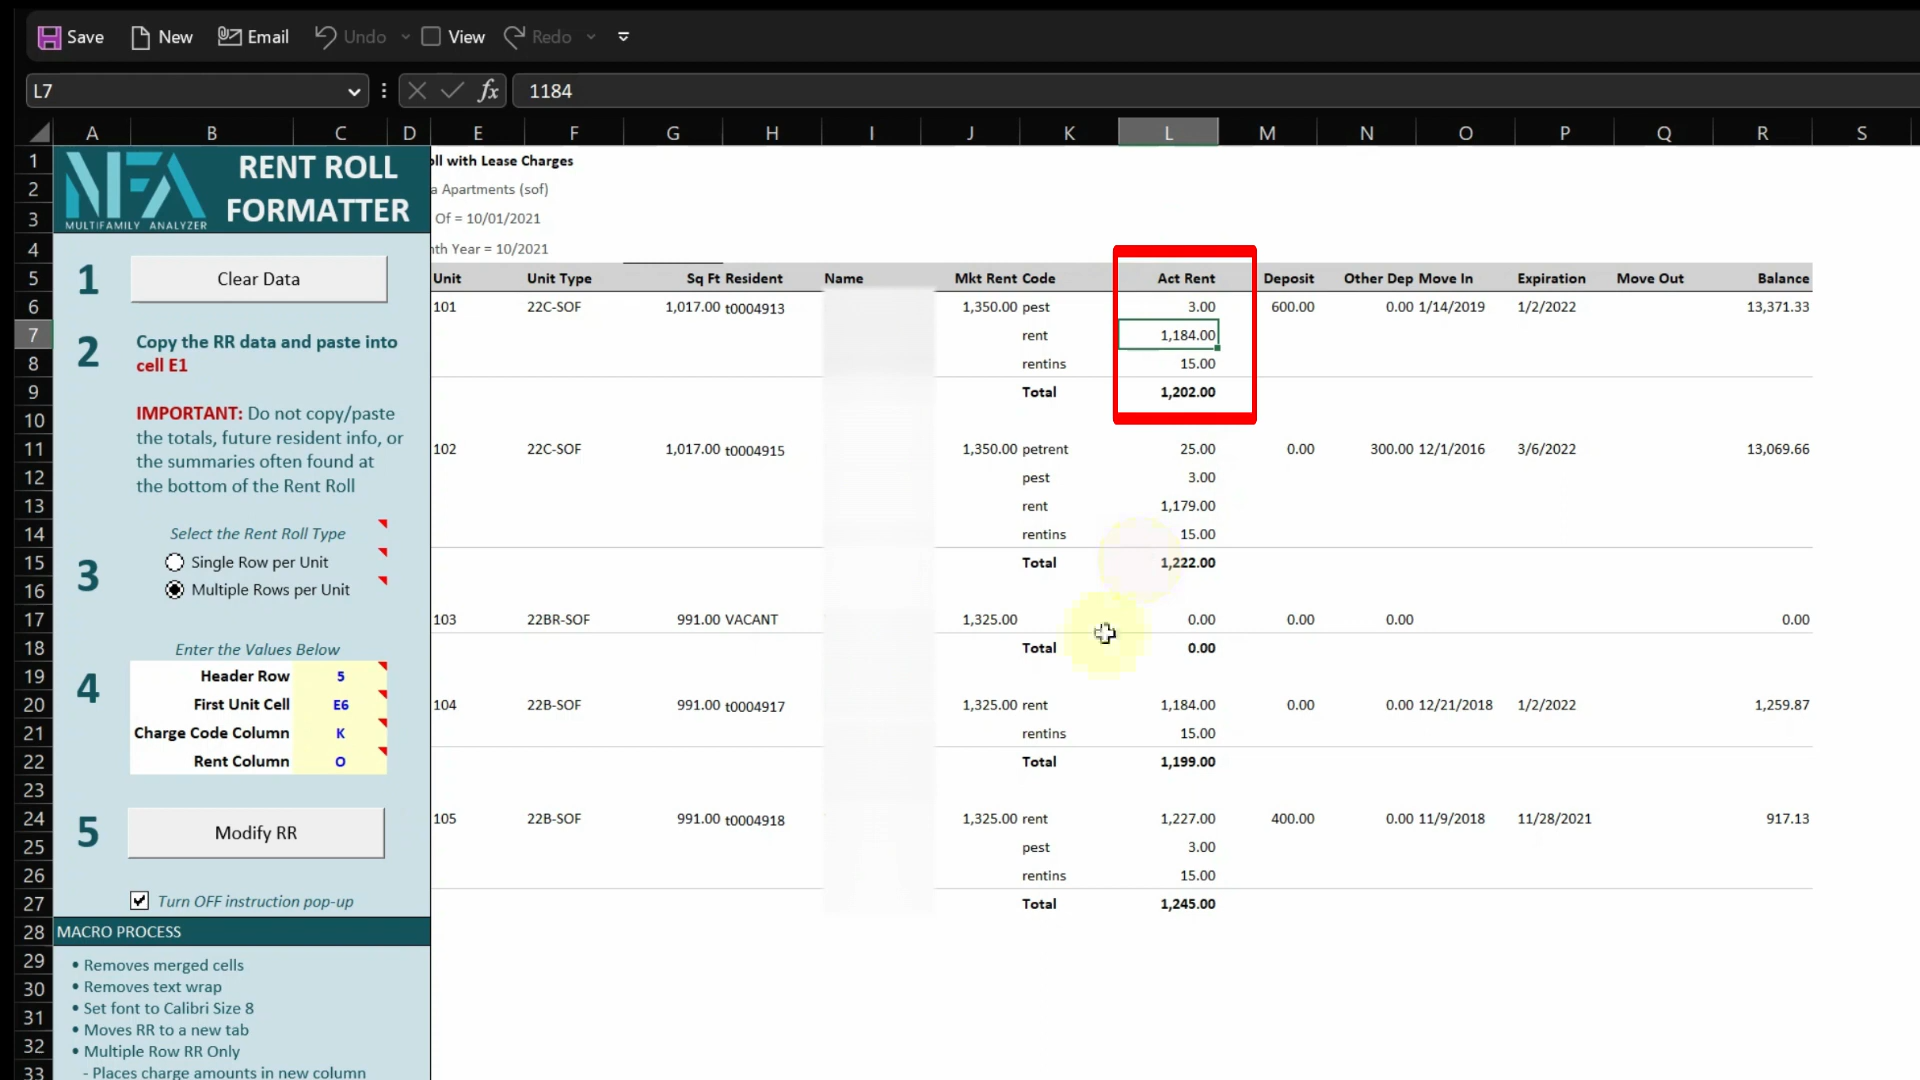 Save New Email Undo View Redo
L7 fx 1184
A B C D E F G H I J K L M N O P Q R S
1 RENT ROLL oll with Lease Charges
NFA FORMATTER
MULTIFAMILY ANALYZER
2 a Apartments (sof)
3 Of = 10/01/2021
4 nth Year = 10/2021
5 Unit Unit Type Sq Ft Resident Name Mkt Rent Code Act Rent Deposit Other Dep Move In Expiration Move Out Balance
6 101 22C-SOF 1,017.00 t0004913 1,350.00 pest 3.00 600.00 0.00 1/14/2019 1/2/2022 13,371.33
7 rent 1,184.00
8 rentins 15.00
9 Total 1,202.00
10
11 102 22C-SOF 1,017.00 t0004915 1,350.00 petrent 25.00 0.00 300.00 12/1/2016 3/6/2022 13,069.66
12 pest 3.00
13 rent 1,179.00
14 rentins 15.00
15 Total 1,222.00
16
17 103 22BR-SOF 991.00 VACANT 1,325.00 0.00 0.00 0.00 0.00
18 Total 0.00
19
20 104 22B-SOF 991.00 t0004917 1,325.00 rent 1,184.00 0.00 0.00 12/21/2018 1/2/2022 1,259.87
21 rentins 15.00
22 Total 1,199.00
23
24 105 22B-SOF 991.00 t0004918 1,325.00 rent 1,227.00 400.00 0.00 11/9/2018 11/28/2021 917.13
25 pest 3.00
26 rentins 15.00
27 Total 1,245.00
28
29
30
31
32
33
1 Clear Data
2 Copy the RR data and paste into
cell E1
IMPORTANT: Do not copy/paste
the totals, future resident info, or
the summaries often found at
the bottom of the Rent Roll
Select the Rent Roll Type
3 Single Row per Unit
Multiple Rows per Unit
Enter the Values Below
4 Header Row 5
First Unit Cell E6
Charge Code Column K
Rent Column O
5 Modify RR
Turn OFF instruction pop-up
MACRO PROCESS
• Removes merged cells
• Removes text wrap
• Set font to Calibri Size 8
• Moves RR to a new tab
• Multiple Row RR Only
- Places charge amounts in new column